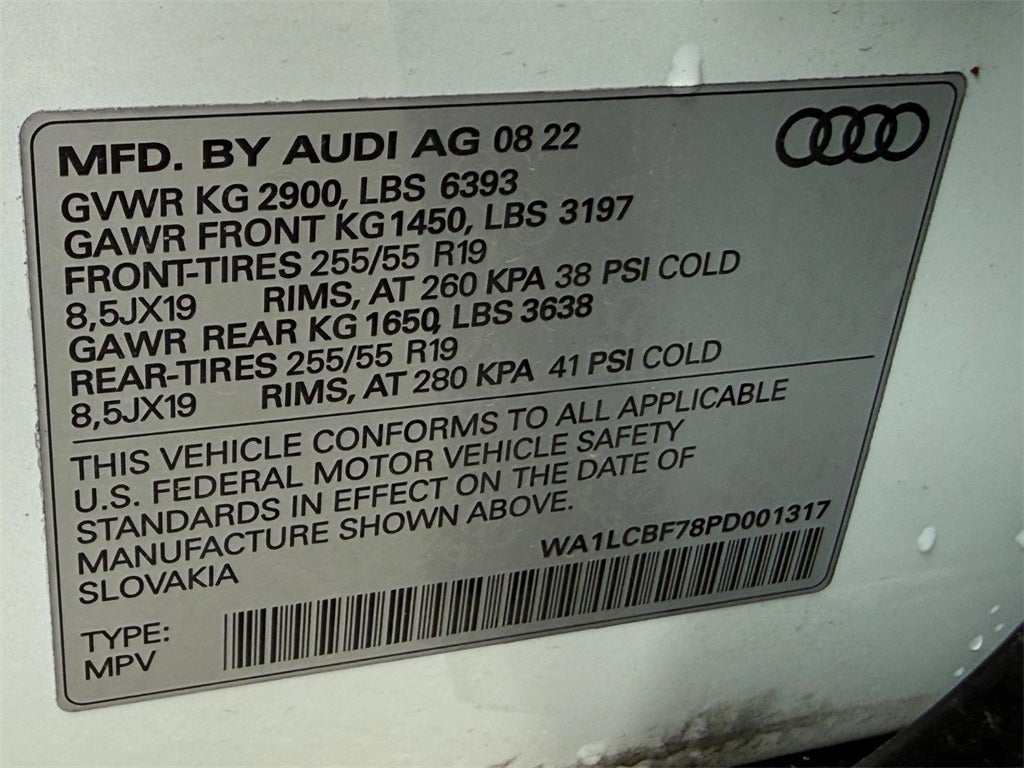 MFD. BY AUDI AG 08 22
GVWR KG 2900, LBS 6393
GAWR FRONT KG 1450, LBS 3197
FRONT-TIRES 255/55 R19
8,5JX19 RIMS, AT 260 KPA 38 PSI COLD
GAWR REAR KG 1650, LBS 3638
REAR-TIRES 255/55 R19
8,5JX19 RIMS, AT 280 KPA 41 PSI COLD
THIS VEHICLE CONFORMS TO ALL APPLICABLE
U.S. FEDERAL MOTOR VEHICLE SAFETY
STANDARDS IN EFFECT ON THE DATE OF
MANUFACTURE SHOWN ABOVE.
SLOVAKIA
WA1LCBF78PD001317
TYPE:
MPV